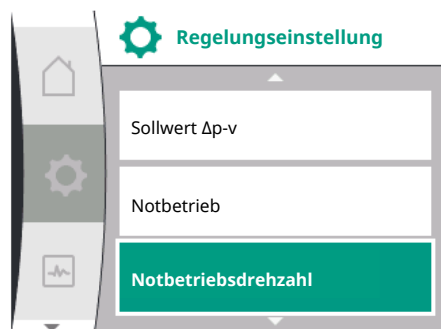 Regelungseinstellung
Sollwert Δp-v
Notbetrieb
Notbetriebsdrehzahl